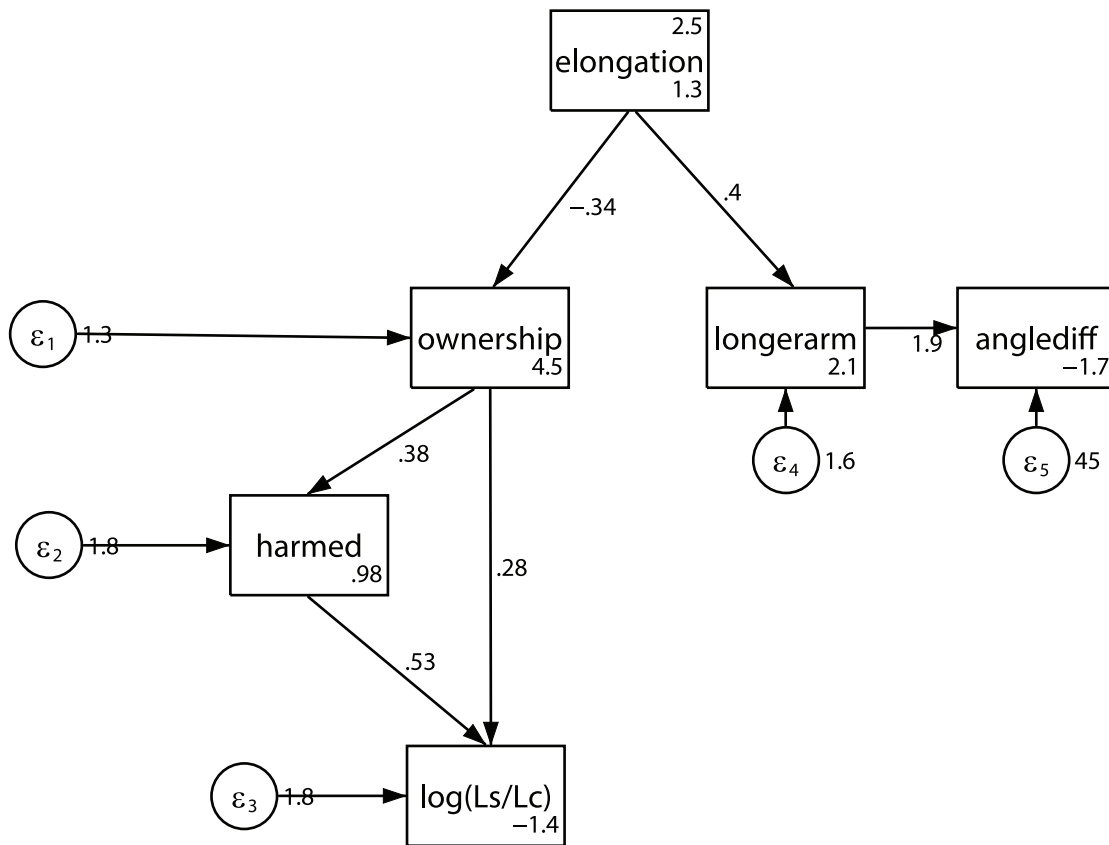 2.5
elongation
1.3
−.34
.4
ε1
1.3
ownership
4.5
longerarm
2.1
1.9
anglediff
−1.7
.38
ε4
1.6
ε5
45
ε2
1.8
harmed
.98
.28
.53
ε3
1.8
log(Ls/Lc)
−1.4